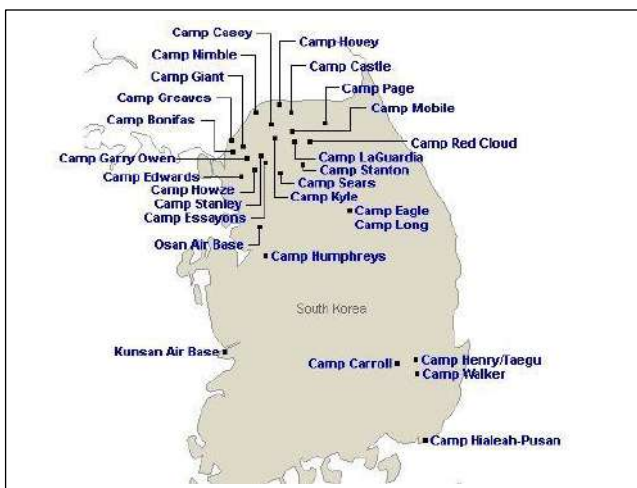 Camp Casey
Camp Hovey
Camp Nimble
Camp Castle
Camp Giant
Camp Page
Camp Greaves
Camp Mobile
Camp Bonifas
Camp Red Cloud
Camp Garry Owen
Camp LaGuardia
Camp Stanton
Camp Edwards
Camp Sears
Camp Howze
Camp Kyle
Camp Stanley
Camp Essayons
Camp Eagle
Camp Long
Osan Air Base
Camp Humphreys
South Korea
Kunsan Air Base
Camp Carroll
Camp Henry/Taegu
Camp Walker
Camp Hialeah-Pusan